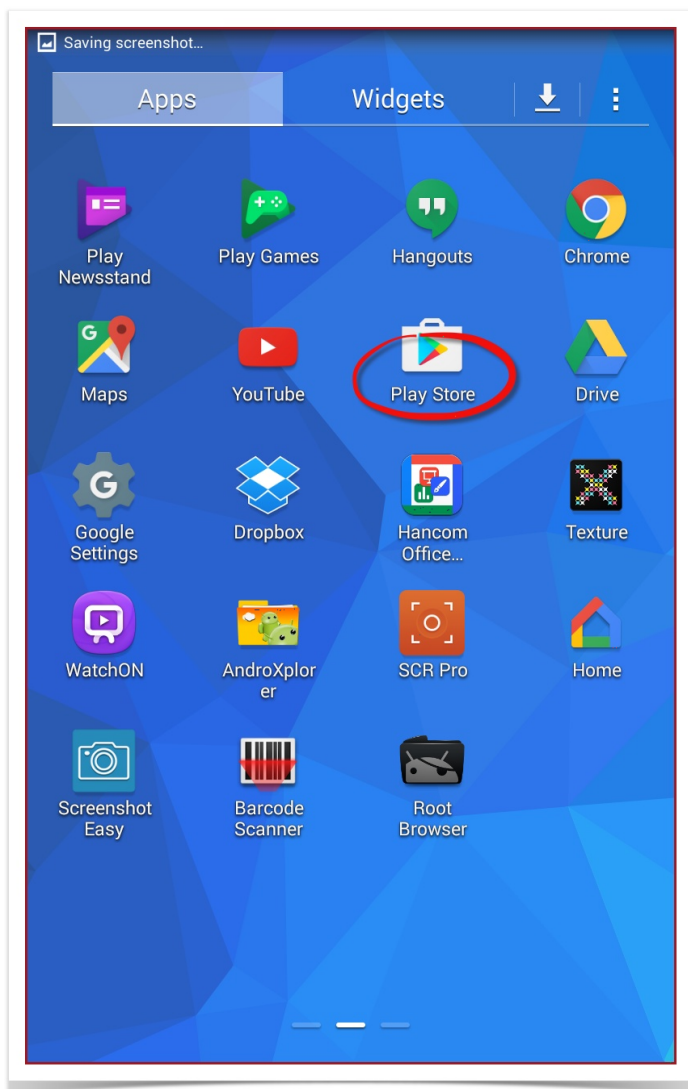 Saving screenshot...
Apps Widgets
Play Newsstand
Play Games
Hangouts
Chrome
G
Maps
YouTube
Play Store
Drive
G
Google Settings
Dropbox
Hancom Office...
Texture
WatchON
AndroXplor
er
SCR Pro
Home
Screenshot Easy
Barcode Scanner
Root Browser